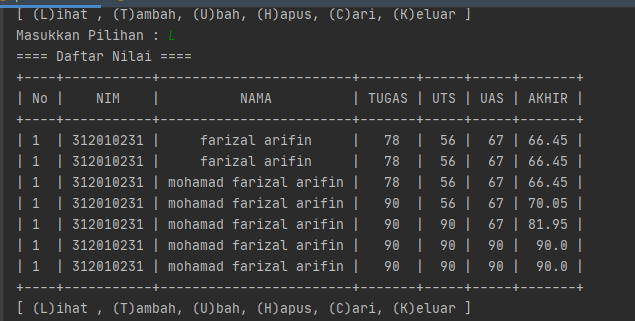 [ (L)ihat , (T)ambah, (U)bah, (H)apus, (C)ari, (K)eluar ]
Masukkan Pilihan : L
==== Daftar Nilai ====
+----+-----------+------------------------+-------+-----+-----+-------+
| No |    NIM    |          NAMA          | TUGAS | UTS | UAS | AKHIR |
+----+-----------+------------------------+-------+-----+-----+-------+
| 1  | 312010231 |     farizal arifin     |  78   | 56  | 67  | 66.45 |
| 1  | 312010231 |     farizal arifin     |  78   | 56  | 67  | 66.45 |
| 1  | 312010231 | mohamad farizal arifin |  78   | 56  | 67  | 66.45 |
| 1  | 312010231 | mohamad farizal arifin |  90   | 56  | 67  | 70.05 |
| 1  | 312010231 | mohamad farizal arifin |  90   | 90  | 67  | 81.95 |
| 1  | 312010231 | mohamad farizal arifin |  90   | 90  | 90  |  90.0 |
| 1  | 312010231 | mohamad farizal arifin |  90   | 90  | 90  |  90.0 |
+----+-----------+------------------------+-------+-----+-----+-------+
[ (L)ihat , (T)ambah, (U)bah, (H)apus, (C)ari, (K)eluar ]